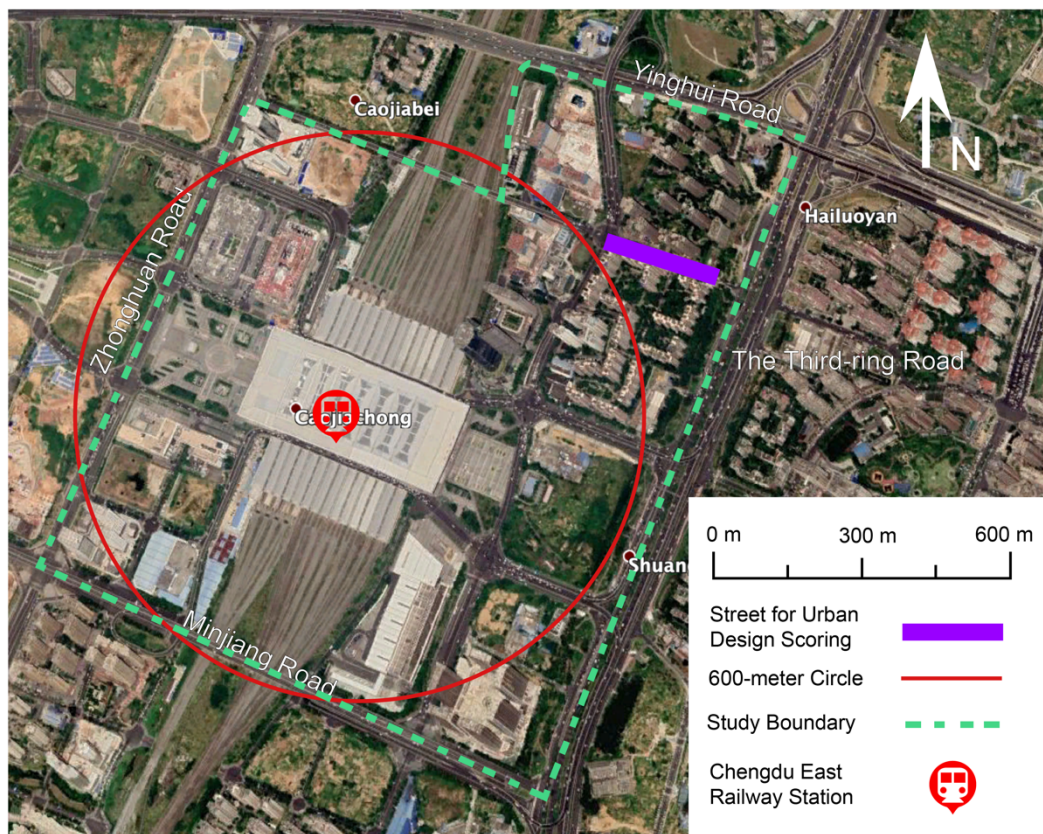 Yinghui Road
Caojiabei
N
Hailuoyan
Zhonghuan Road
The Third-ring Road
Shuang
Minjiang Road
0 m 300 m 600 m
Street for Urban
Design Scoring
600-meter Circle
Study Boundary
Chengdu East
Railway Station